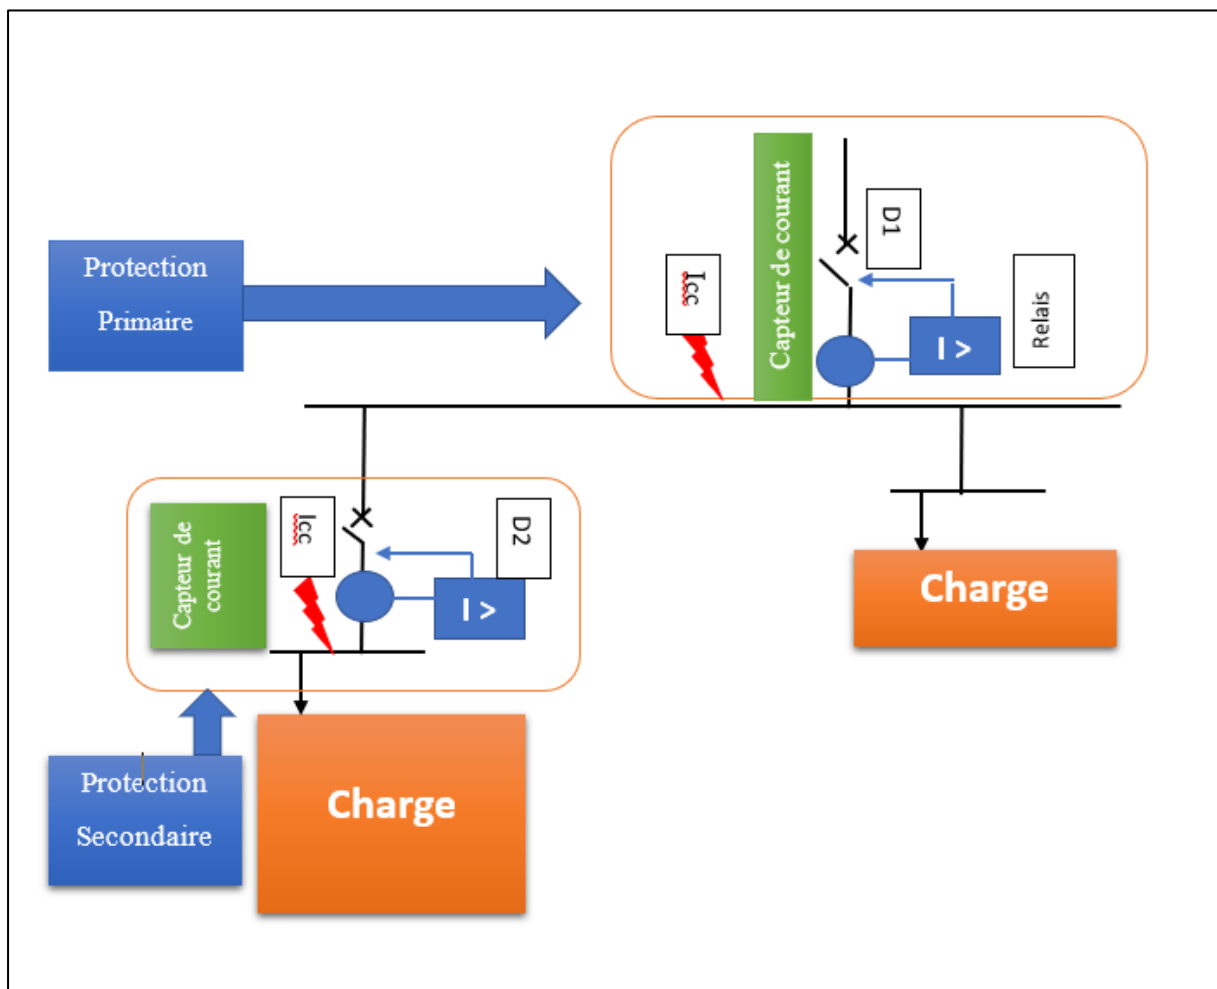 Capteur de courant
D1
Icc
Relais
I >
Protection
Primaire
Capteur de
courant
Icc
D2
I >
Charge
Charge
Protection
Secondaire